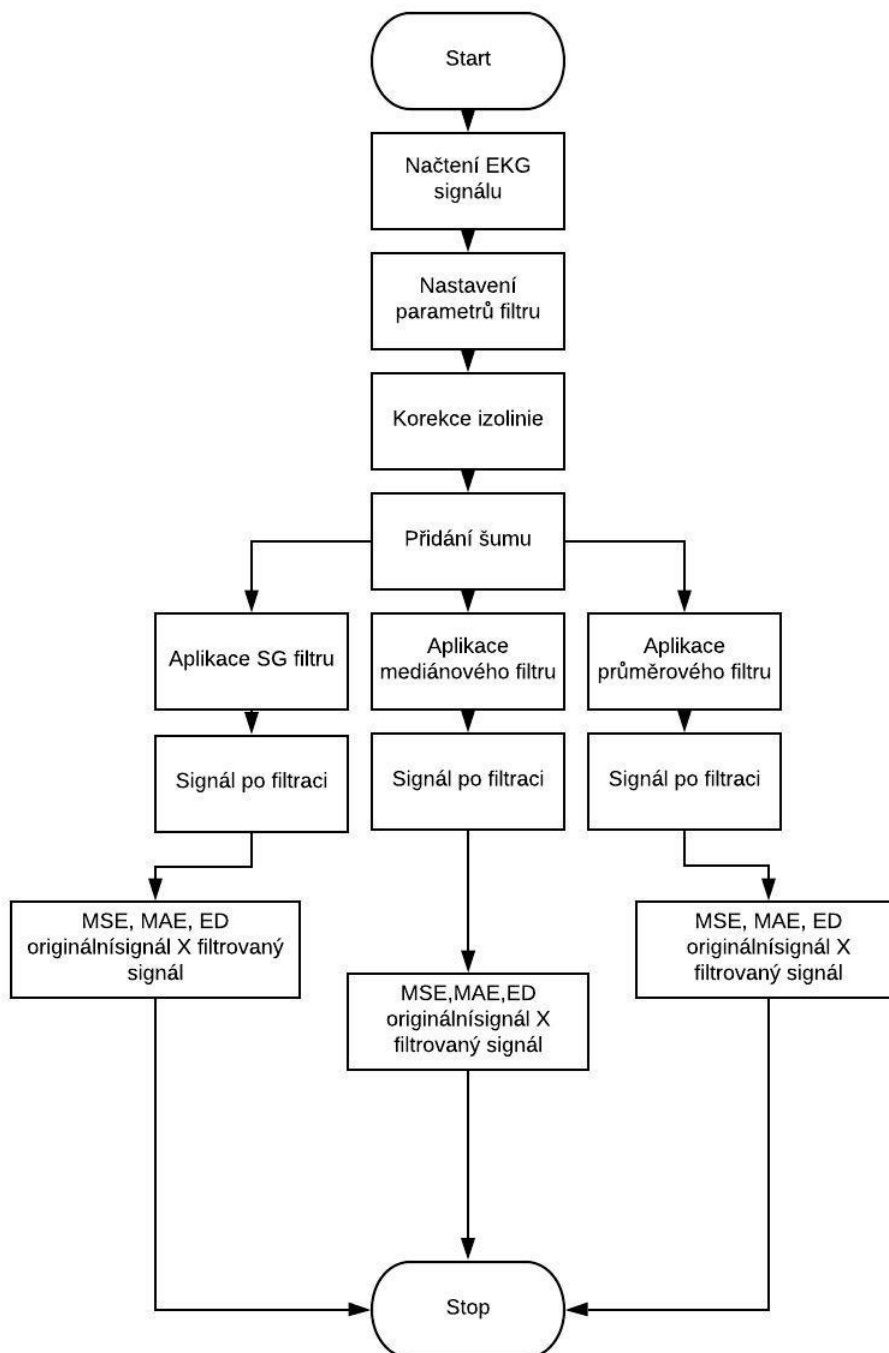 Start
Načtení EKG
signálu
Nastavení
parametrů filtru
Korekce izolinie
Přidání šumu
Aplikace SG filtru
Aplikace
mediánového filtru
Aplikace
průměrového filtru
Signál po filtraci
Signál po filtraci
Signál po filtraci
MSE, MAE, ED
originálnísignál X filtrovaný
signál
MSE,MAE,ED
originálnísignál X
filtrovaný signál
MSE, MAE, ED
originálnísignál X
filtrovaný signál
Stop